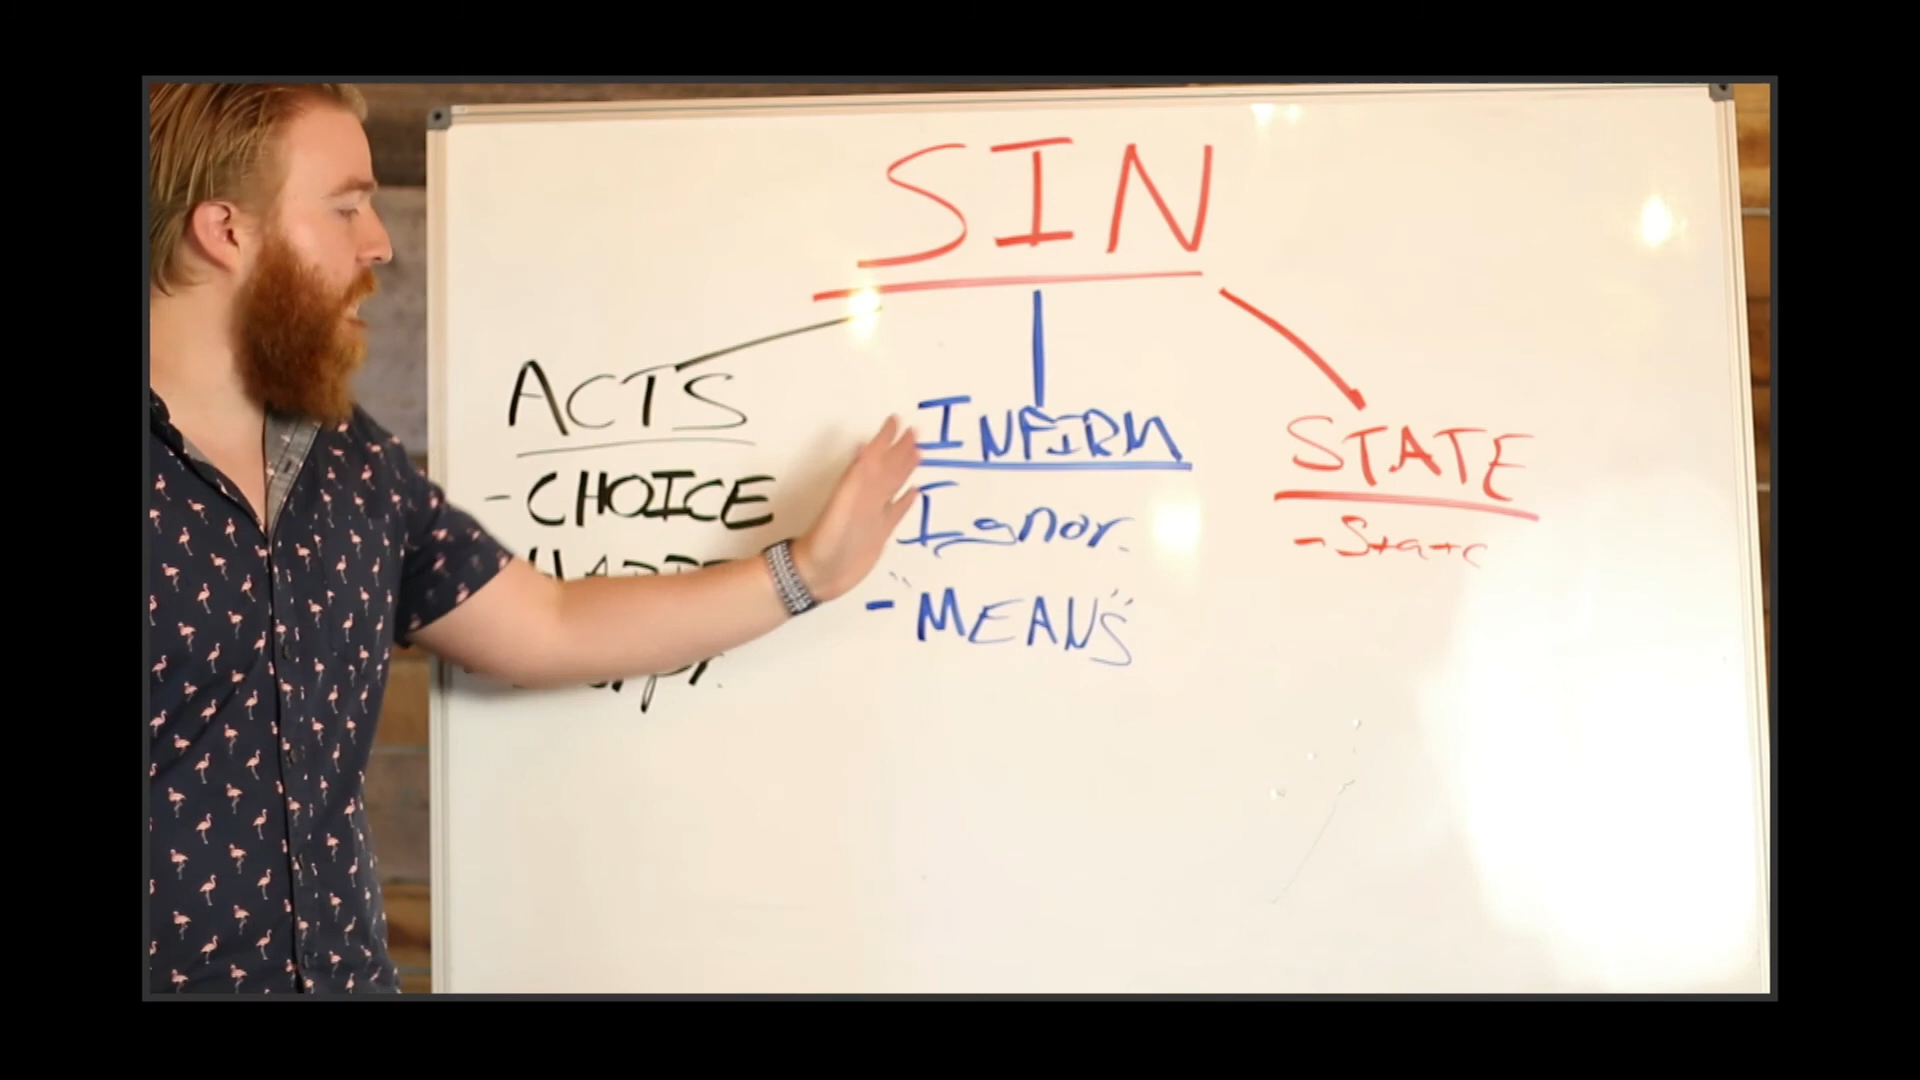 SIN
ACTS
- CHOICE
INFIRM
Ignor.
- "MEANS"
STATE
- State